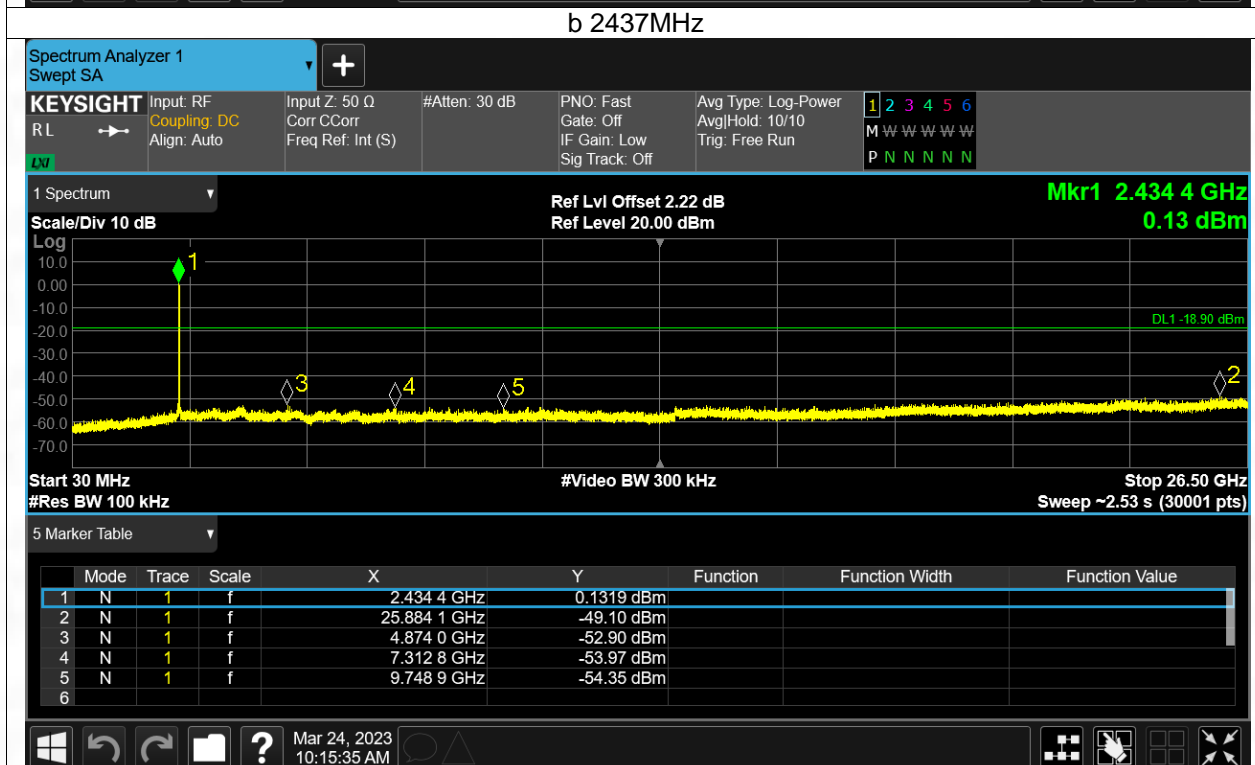 b 2437MHz
Spectrum Analyzer 1
Swept SA
KEYSIGHT
RL
LXI
Input: RF
Coupling: DC
Align: Auto
Input Z: 50 Ω
Corr CCorr
Freq Ref: Int (S)
#Atten: 30 dB
PNO: Fast
Gate: Off
IF Gain: Low
Sig Track: Off
Avg Type: Log-Power
Avg|Hold: 10/10
Trig: Free Run
1 2 3 4 5 6
M W W W W W
P N N N N N
1 Spectrum
Scale/Div 10 dB
Ref Lvl Offset 2.22 dB
Ref Level 20.00 dBm
Mkr1 2.434 4 GHz
0.13 dBm
Log
10.0
0.00
-10.0
-20.0
-30.0
-40.0
-50.0
-60.0
-70.0
1
DL1 -18.90 dBm
3
4
5
2
Start 30 MHz
#Res BW 100 kHz
#Video BW 300 kHz
Stop 26.50 GHz
Sweep ~2.53 s (30001 pts)
5 Marker Table
Mode Trace Scale X Y Function Function Width Function Value
1 N 1 f 2.434 4 GHz 0.1319 dBm
2 N 1 f 25.884 1 GHz -49.10 dBm
3 N 1 f 4.874 0 GHz -52.90 dBm
4 N 1 f 7.312 8 GHz -53.97 dBm
5 N 1 f 9.748 9 GHz -54.35 dBm
6
?
Mar 24, 2023
10:15:35 AM